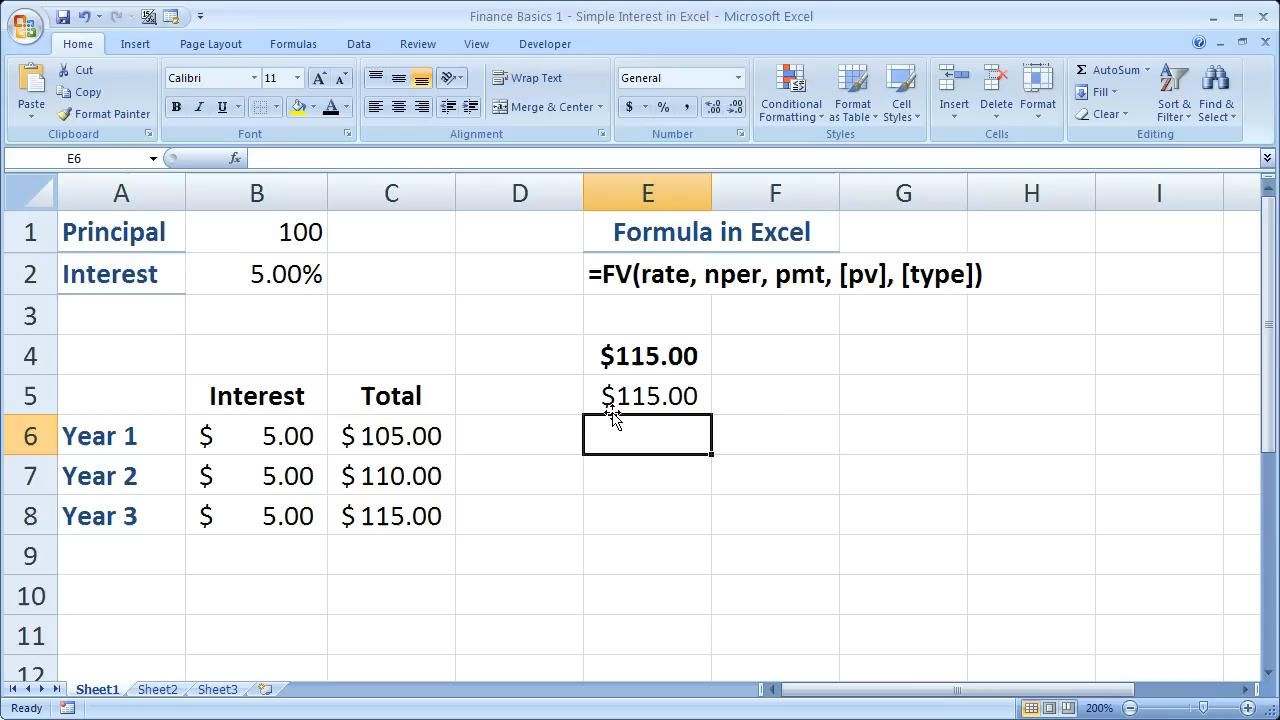 Finance Basics 1 - Simple Interest in Excel - Microsoft Excel
Home Insert Page Layout Formulas Data Review View Developer
Paste
Cut
Copy
Format Painter
Clipboard
Calibri 11
B I U
Font
Wrap Text
Merge & Center
Alignment
General
$ % ,
Number
Conditional Formatting
Format as Table
Cell Styles
Styles
Insert Delete Format
Cells
Σ AutoSum
Fill
Clear
Sort & Filter
Find & Select
Editing
E6 fx
A B C D E F G H I
1 Principal 100 Formula in Excel
2 Interest 5.00% =FV(rate, nper, pmt, [pv], [type])
3
4 $115.00
5 Interest Total $115.00
6 Year 1 $ 5.00 $ 105.00
7 Year 2 $ 5.00 $ 110.00
8 Year 3 $ 5.00 $ 115.00
9
10
11
12
Sheet1 Sheet2 Sheet3
Ready 200%